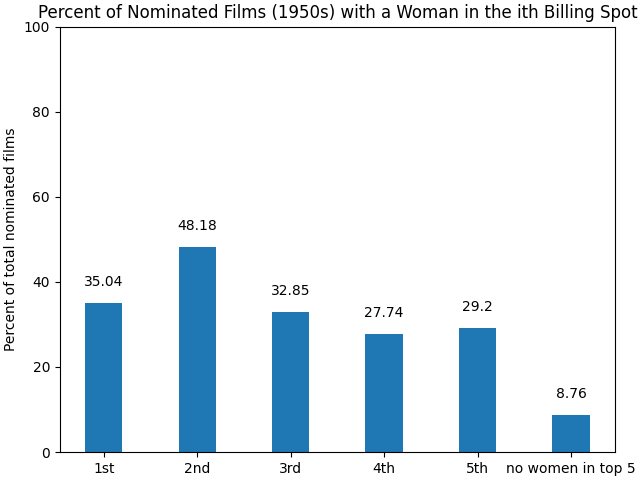 Percent of Nominated Films (1950s) with a Woman in the ith Billing Spot
Percent of total nominated films
100
80
60
40
20
0
35.04
48.18
32.85
27.74
29.2
8.76
1st
2nd
3rd
4th
5th
no women in top 5